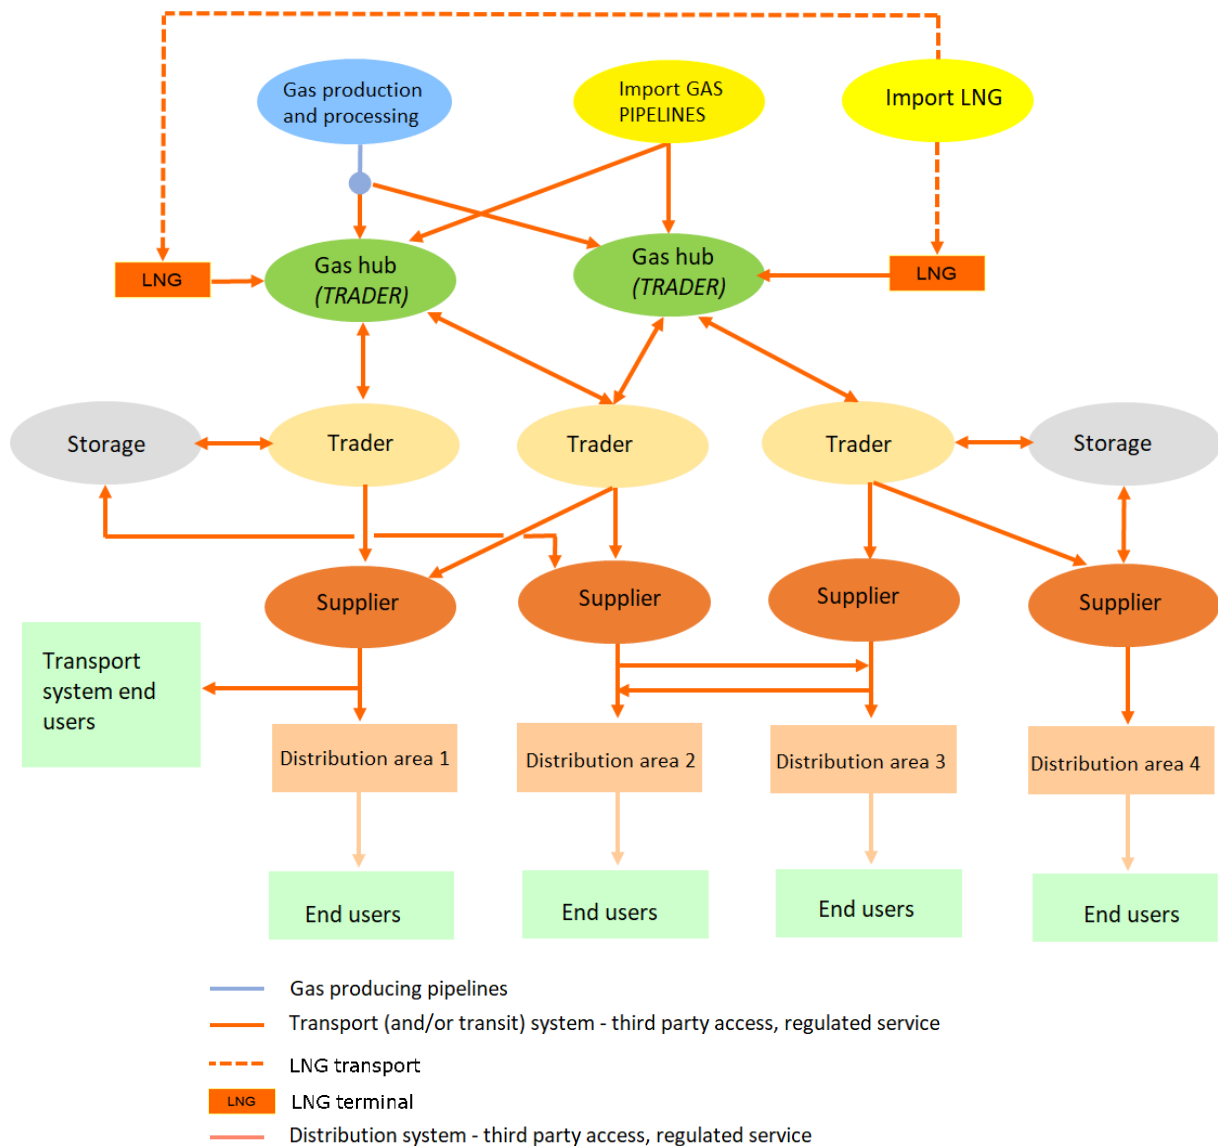 Gas production
and processing
Import GAS
PIPELINES
Import LNG
LNG
Gas hub
(TRADER)
Gas hub
(TRADER)
LNG
Storage
Trader
Trader
Trader
Storage
Supplier
Supplier
Supplier
Supplier
Transport
system end
users
Distribution area 1
Distribution area 2
Distribution area 3
Distribution area 4
End users
End users
End users
End users
Gas producing pipelines
Transport (and/or transit) system - third party access, regulated service
LNG transport
LNG
LNG terminal
Distribution system - third party access, regulated service